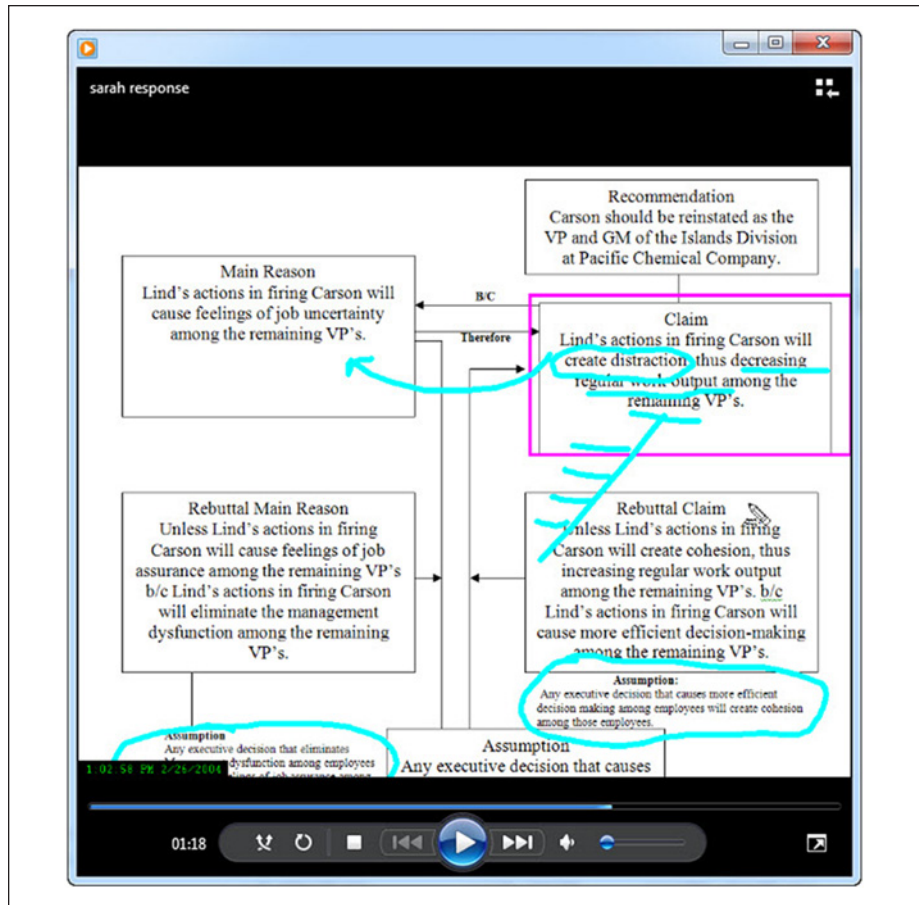 sarah response
Recommendation
Carson should be reinstated as the
VP and GM of the Islands Division
at Pacific Chemical Company.
Main Reason
Lind's actions in firing Carson will
cause feelings of job uncertainty
among the remaining VP's.
B/C
Therefore
Claim
Lind's actions in firing Carson will
create distraction, thus decreasing
regular work output among the
remaining VP's.
Rebuttal Main Reason
Unless Lind's actions in firing
Carson will cause feelings of job
assurance among the remaining VP's
b/c Lind's actions in firing Carson
will eliminate the management
dysfunction among the remaining
VP's.
Rebuttal Claim
Unless Lind's actions in firing
Carson will create cohesion, thus
increasing regular work output
among the remaining VP's. b/c
Lind's actions in firing Carson will
cause more efficient decision-making
among the remaining VP's.
Assumption:
Any executive decision that causes more efficient
decision making among employees will create cohesion
among those employees.
Assumption
Any executive decision that eliminates
dysfunction among employees
feelings of job assurance among
Assumption
Any executive decision that causes
1:02:58 PM 2/26/2004
01:18